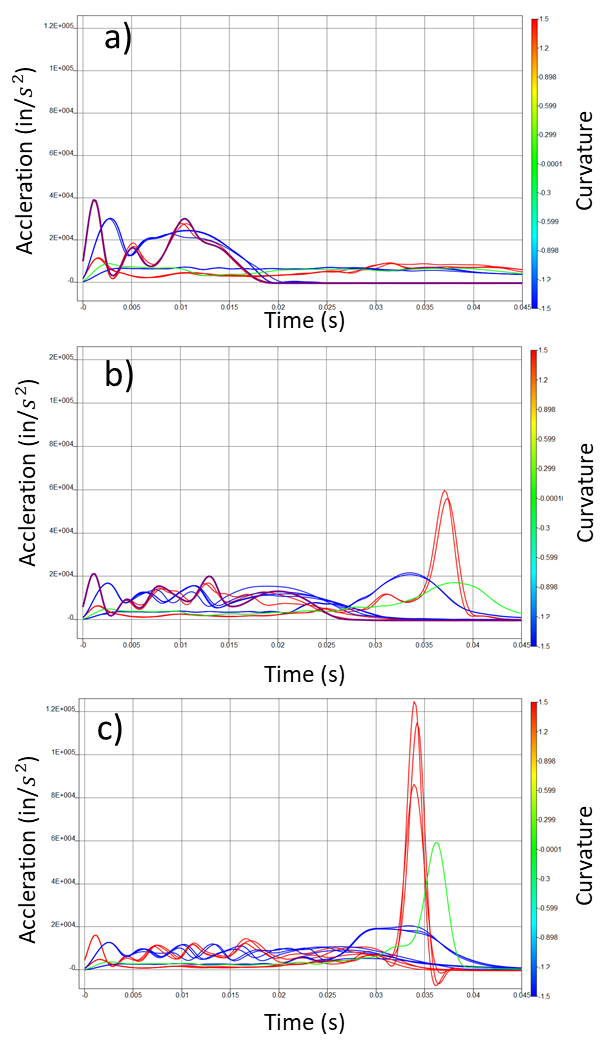 a)
Accleration (in/s²)
1.2E+005
1E+005
8E+004
6E+004
4E+004
2E+004
-0
-0 0.005 0.01 0.015 0.02 0.025 0.03 0.035 0.04 0.045
Time (s)
1.5
1.2
0.898
0.599
0.299
-0.0001
-0.3
-0.599
-0.898
-1.2
-1.5
Curvature
b)
Accleration (in/s²)
2E+005
1E+005
8E+004
6E+004
4E+004
2E+004
-0
-0 0.005 0.01 0.015 0.02 0.025 0.03 0.035 0.04 0.045
Time (s)
1.5
1.2
0.898
0.599
0.299
-0.0001
-0.3
-0.599
-0.898
-1.2
-1.5
Curvature
c)
Accleration (in/s²)
1.2E+005
1E+005
8E+004
6E+004
4E+004
2E+004
-0
-0 0.005 0.01 0.015 0.02 0.025 0.03 0.035 0.04 0.045
Time (s)
1.5
1.2
0.898
0.599
0.299
-0.0001
-0.3
-0.599
-0.898
-1.2
-1.5
Curvature